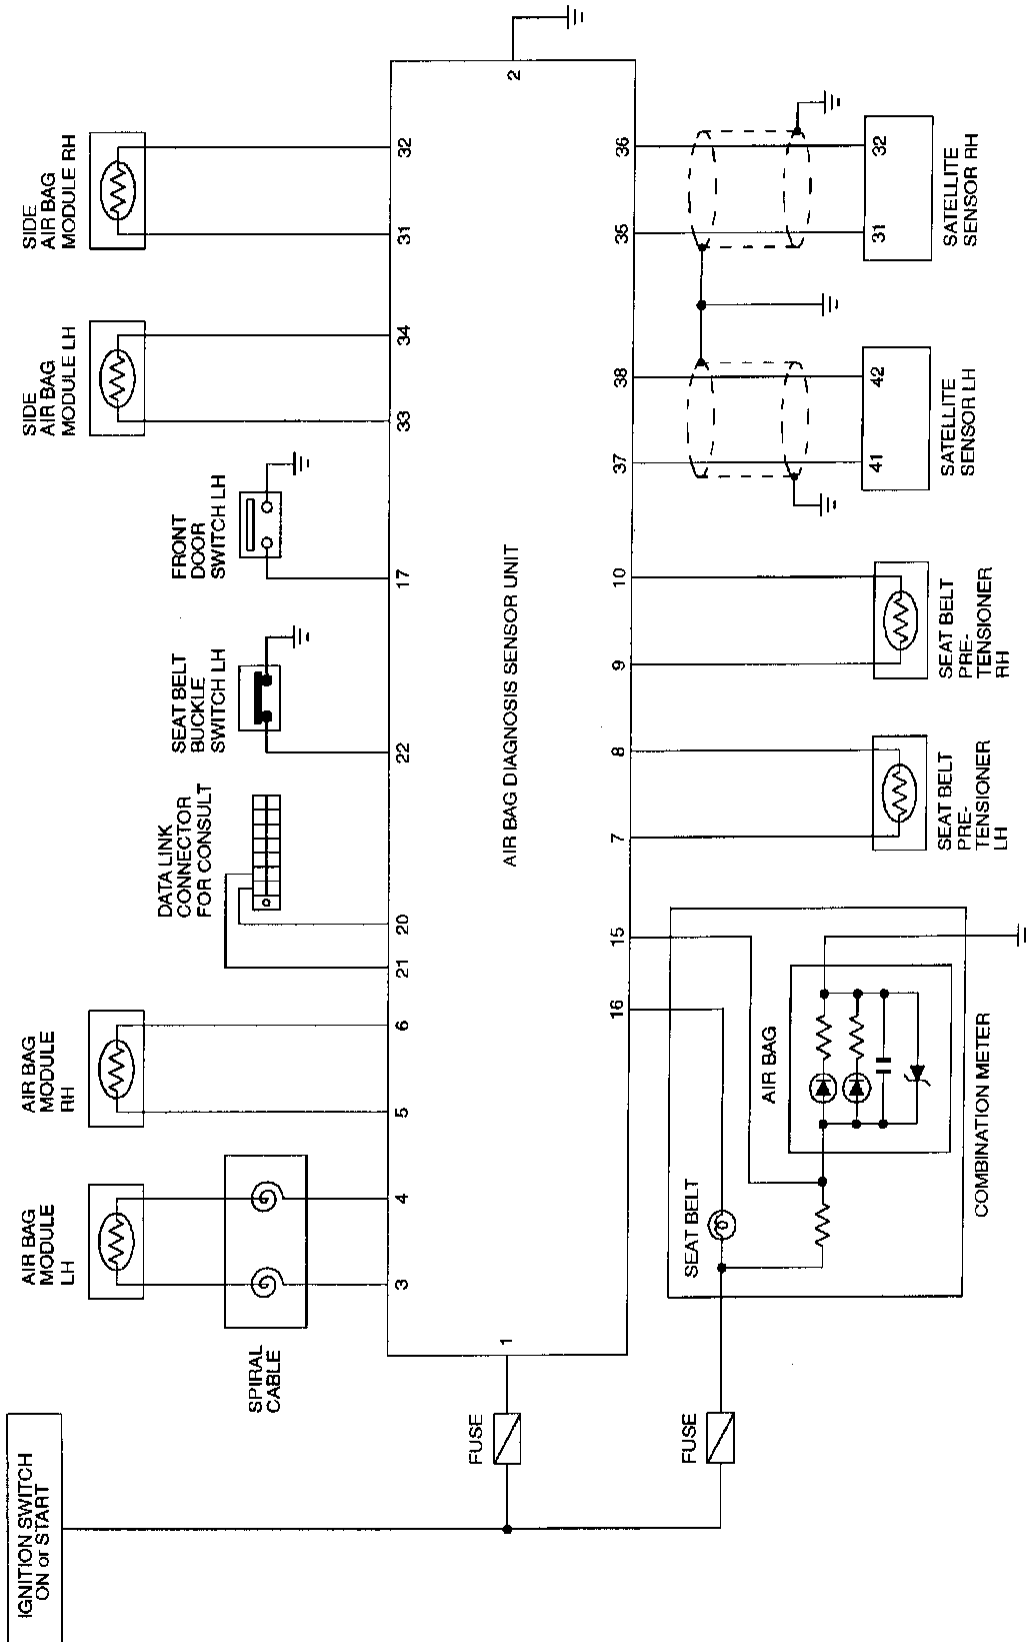 IGNITION SWITCH
ON or START
FUSE
FUSE
SPIRAL
CABLE
AIR BAG
MODULE
LH
AIR BAG
MODULE
RH
DATA LINK
CONNECTOR
FOR CONSULT
SEAT BELT
BUCKLE
SWITCH LH
FRONT
DOOR
SWITCH LH
SIDE
AIR BAG
MODULE LH
SIDE
AIR BAG
MODULE RH
1
3
4
5
6
21
20
22
17
33
34
31
32
2
AIR BAG DIAGNOSIS SENSOR UNIT
16
15
7
8
9
10
37
38
35
36
SEAT BELT
AIR BAG
COMBINATION METER
SEAT BELT
PRE-
TENSIONER
LH
SEAT BELT
PRE-
TENSIONER
RH
41
42
SATELLITE
SENSOR LH
31
32
SATELLITE
SENSOR RH